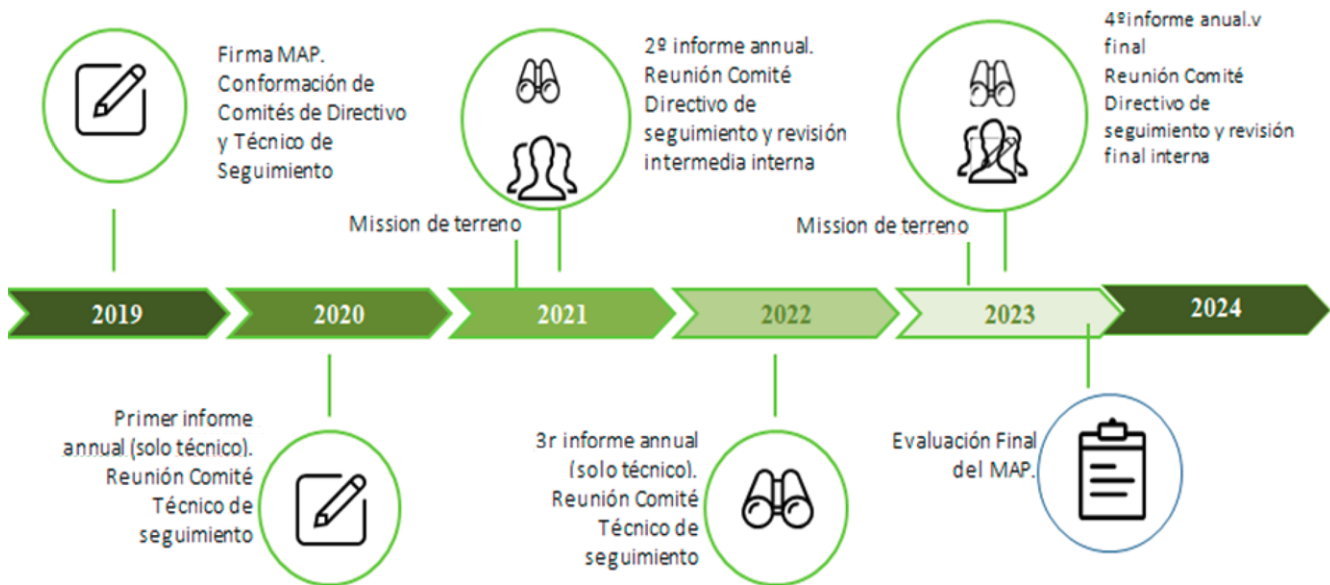 Firma MAP.
Conformación de
Comités de Directivo
y Técnico de
Seguimiento
2º informe annual.
Reunión Comité
Directivo de
seguimiento y revisión
intermedia interna
4ºinforme anual.v
final
Reunión Comité
Directivo de
seguimiento y revisión
final interna
Mission de terreno
Mission de terreno
2019
2020
2021
2022
2023
2024
Primer informe
annual (solo técnico).
Reunión Comité
Técnico de
seguimiento
3r informe annual
(solo técnico).
Reunión Comité
Técnico de
seguimiento
Evaluación Final
del MAP.